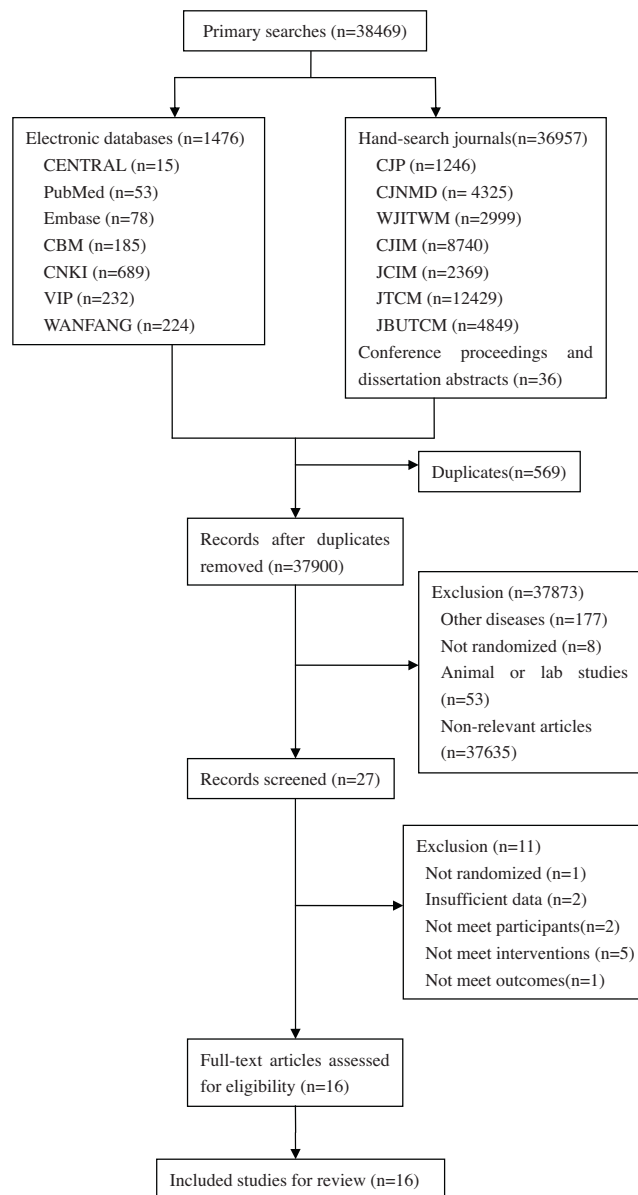 Primary searches (n=38469)
Electronic databases (n=1476)
CENTRAL (n=15)
PubMed (n=53)
Embase (n=78)
CBM (n=185)
CNKI (n=689)
VIP (n=232)
WANFANG (n=224)
Hand-search journals(n=36957)
CJP (n=1246)
CJNMD (n= 4325)
WJITWM (n=2999)
CJIM (n=8740)
JCIM (n=2369)
JTCM (n=12429)
JBUTCM (n=4849)
Conference proceedings and
dissertation abstracts (n=36)
Duplicates(n=569)
Records after duplicates
removed (n=37900)
Exclusion (n=37873)
Other diseases (n=177)
Not randomized (n=8)
Animal or lab studies
(n=53)
Non-relevant articles
(n=37635)
Records screened (n=27)
Exclusion (n=11)
Not randomized (n=1)
Insufficient data (n=2)
Not meet participants(n=2)
Not meet interventions (n=5)
Not meet outcomes(n=1)
Full-text articles assessed
for eligibility (n=16)
Included studies for review (n=16)